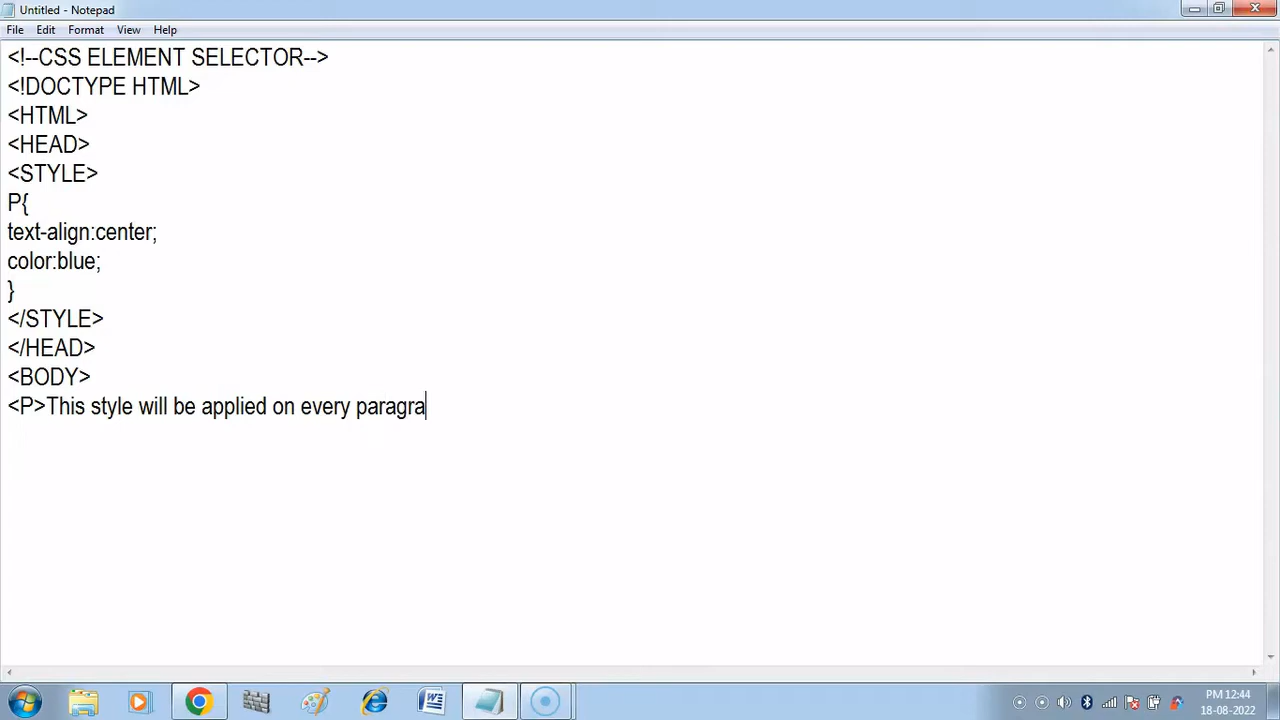 Untitled - Notepad
File Edit Format View Help
<!--CSS ELEMENT SELECTOR-->
<!DOCTYPE HTML>
<HTML>
<HEAD>
<STYLE>
P{
text-align:center;
color:blue;
}
</STYLE>
</HEAD>
<BODY>
<P>This style will be applied on every paragra
PM 12:44
18-08-2022